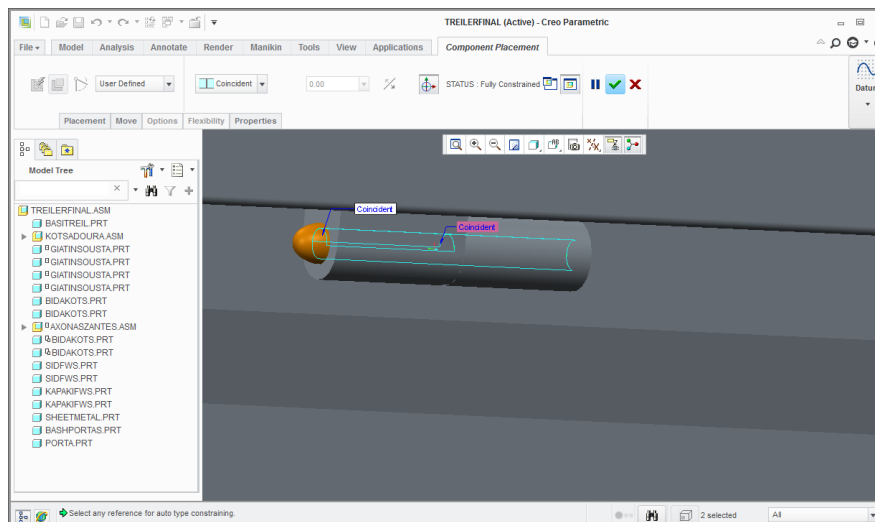 TREILERFINAL (Active) - Creo Parametric
File Model Analysis Annotate Render Manikin Tools View Applications Component Placement
User Defined Coincident 0.00 STATUS : Fully Constrained
Placement Move Options Flexibility Properties
Model Tree
TREILERFINAL.ASM
BASITREIL.PRT
KOTSADOURA.ASM
GIATINSOUSTA.PRT
GIATINSOUSTA.PRT
GIATINSOUSTA.PRT
GIATINSOUSTA.PRT
BIDAKOTS.PRT
BIDAKOTS.PRT
AXONASZANTES.ASM
BIDAKOTS.PRT
BIDAKOTS.PRT
SIDFWS.PRT
SIDFWS.PRT
KAPAKIFWS.PRT
KAPAKIFWS.PRT
SHEETMETAL.PRT
BASHPORTAS.PRT
PORTA.PRT
Coincident
Coincident
Select any reference for auto type constraining.
2 selected
All